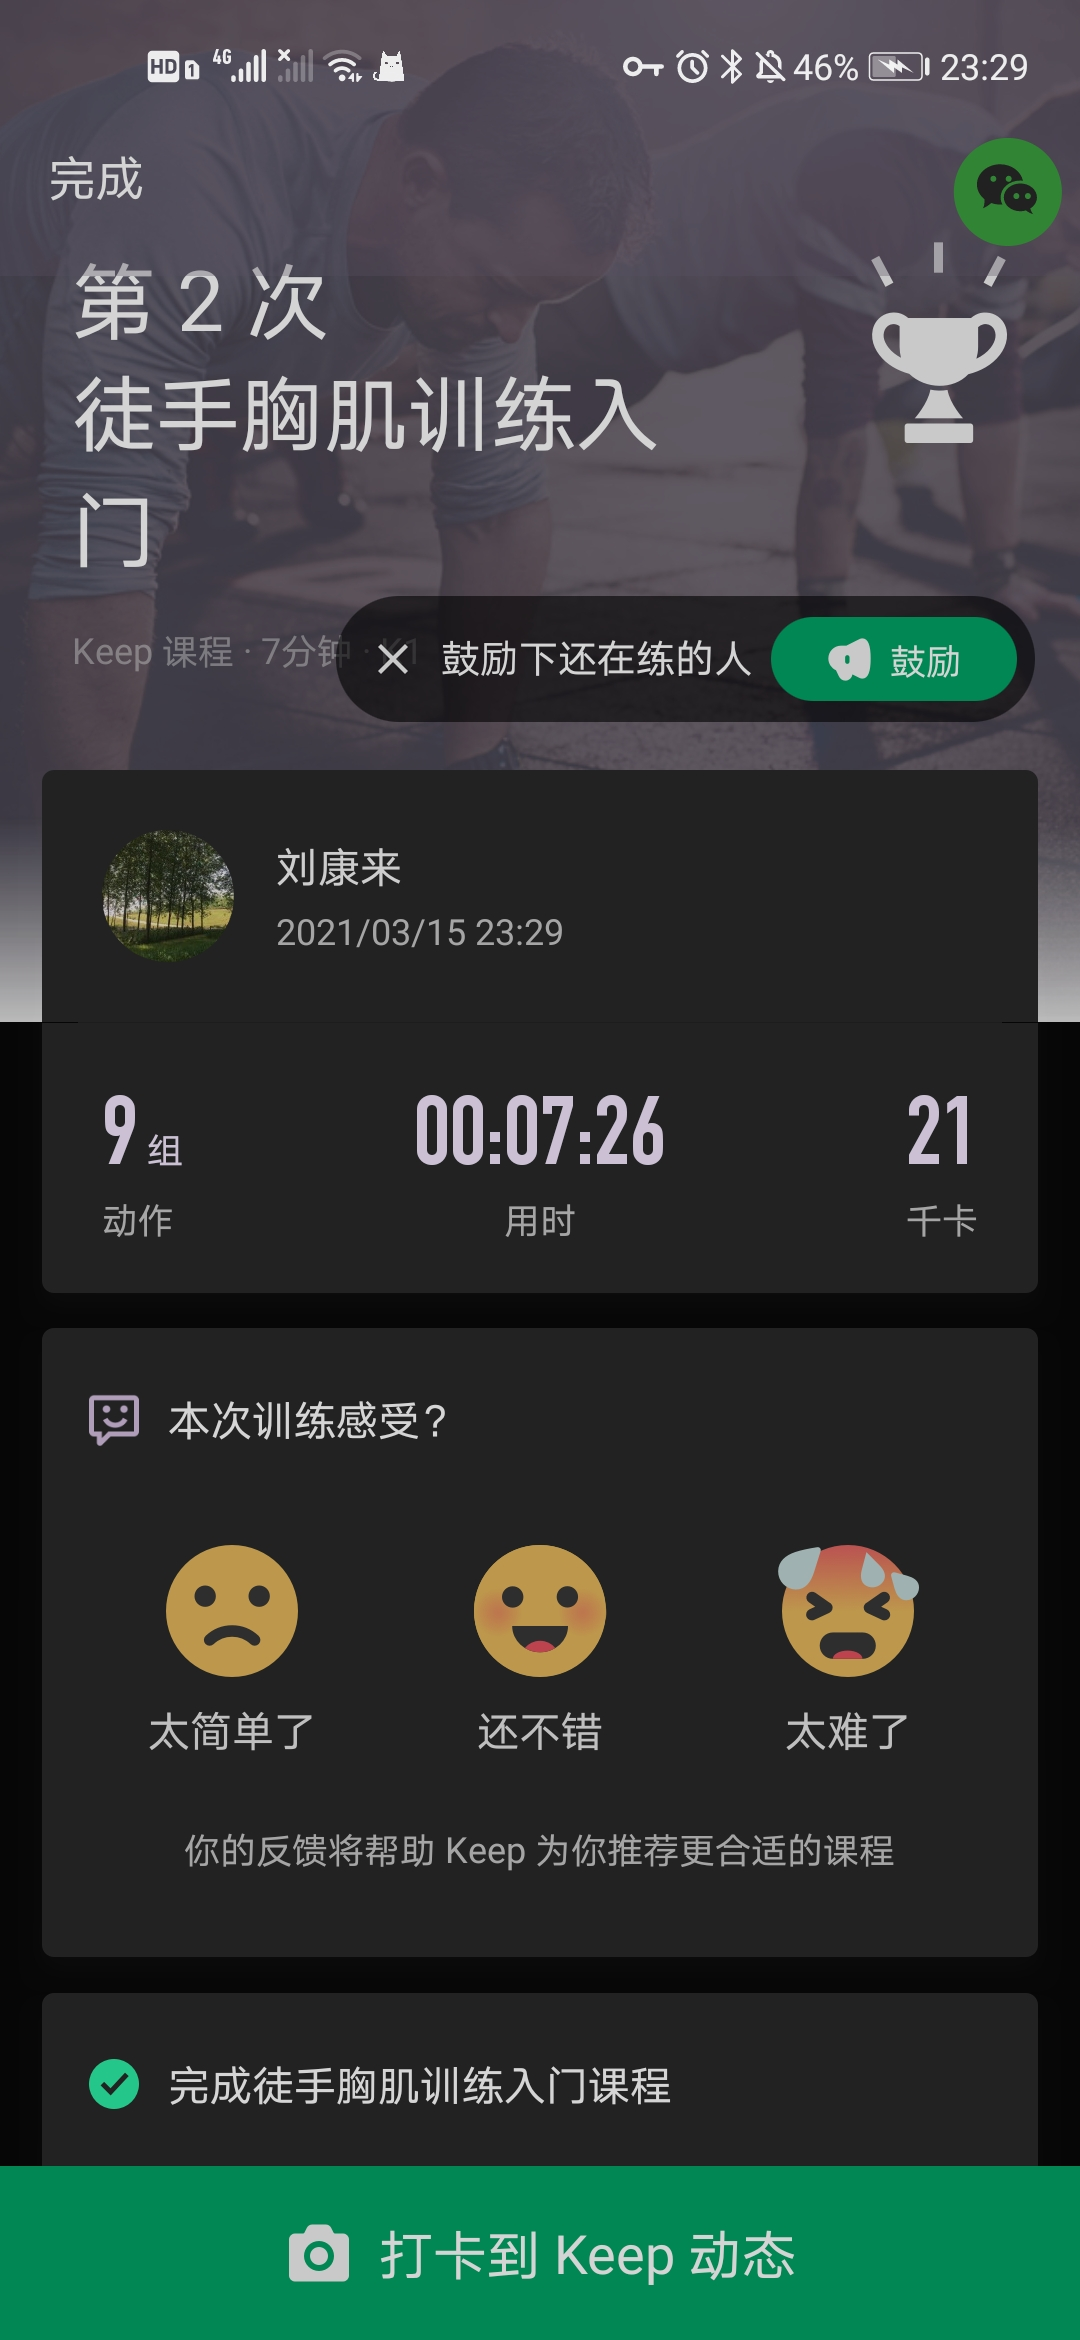 HD 1 4G 46% 23:29
完成
第 2 次
徒手胸肌训练入
门
Keep 课程 · 7分钟 · K1
鼓励下还在练的人 鼓励
刘康来
2021/03/15 23:29
9 组 00:07:26 21
动作 用时 千卡
本次训练感受?
太简单了 还不错 太难了
你的反馈将帮助 Keep 为你推荐更合适的课程
完成徒手胸肌训练入门课程
打卡到 Keep 动态